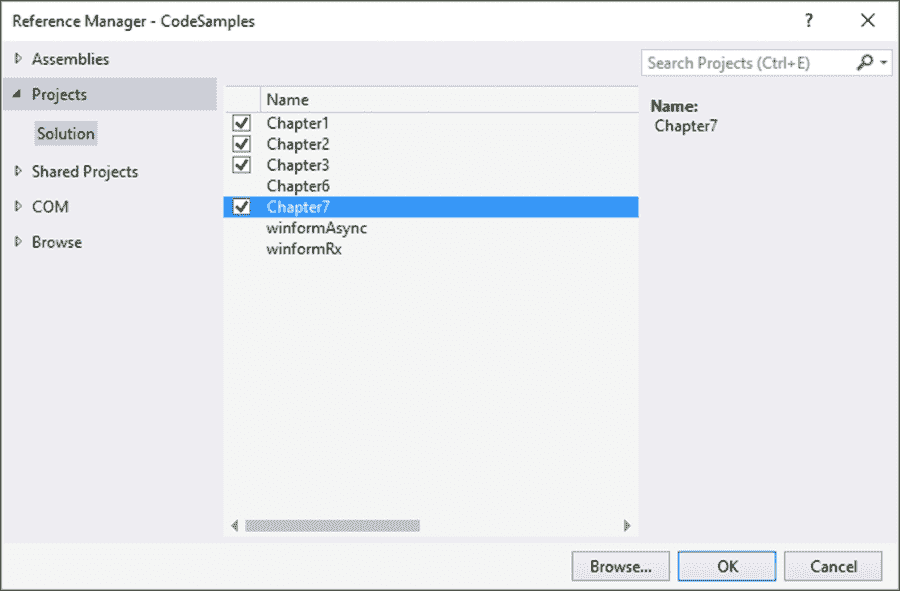 Reference Manager - CodeSamples
?
Assemblies
Projects
Solution
Shared Projects
COM
Browse
Name
Chapter1
Chapter2
Chapter3
Chapter6
Chapter7
winformAsync
winformRx
Search Projects (Ctrl+E)
Name:
Chapter7
Browse...
OK
Cancel